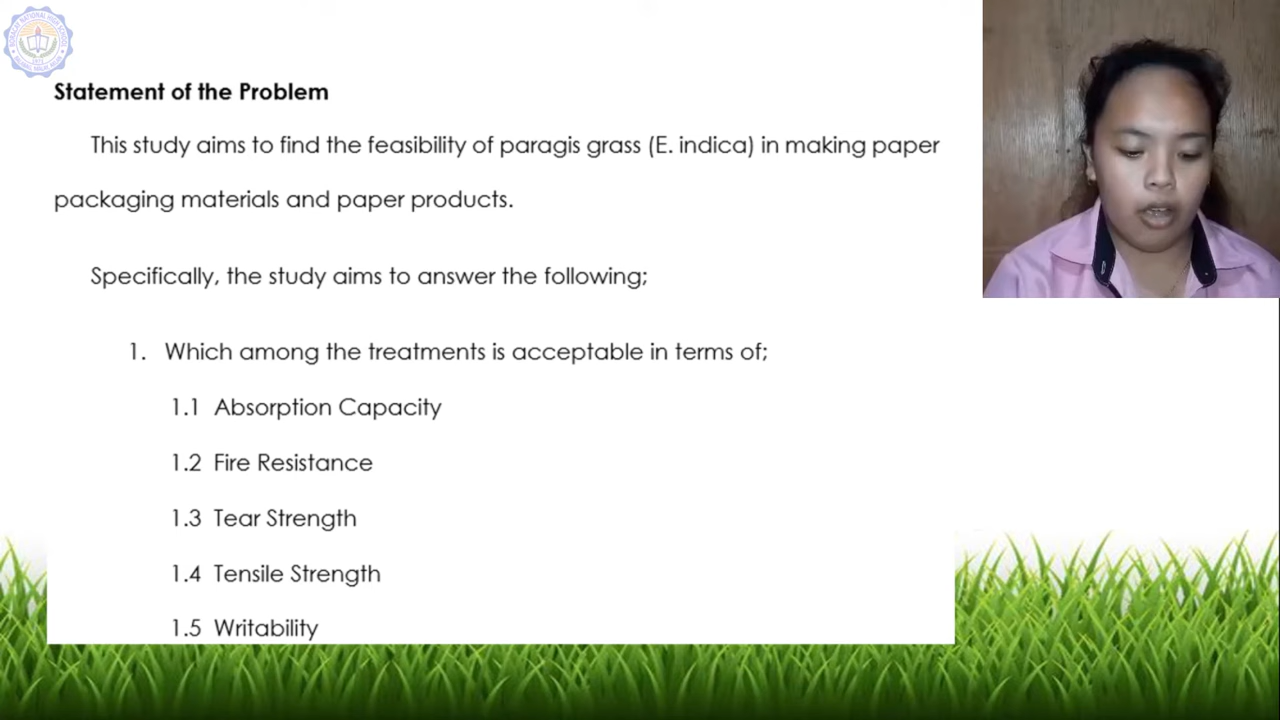 Statement of the Problem
This study aims to find the feasibility of paragis grass (E. indica) in making paper
packaging materials and paper products.
Specifically, the study aims to answer the following;
1. Which among the treatments is acceptable in terms of;
1.1 Absorption Capacity
1.2 Fire Resistance
1.3 Tear Strength
1.4 Tensile Strength
1.5 Writability